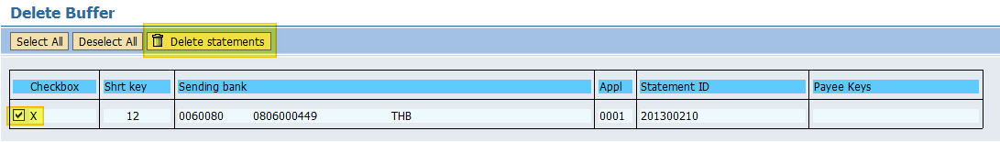 Delete Buffer
Select All Deselect All Delete statements
Checkbox Shrt key Sending bank Appl Statement ID Payee Keys
X 12 0060080 0806000449 THB 0001 201300210